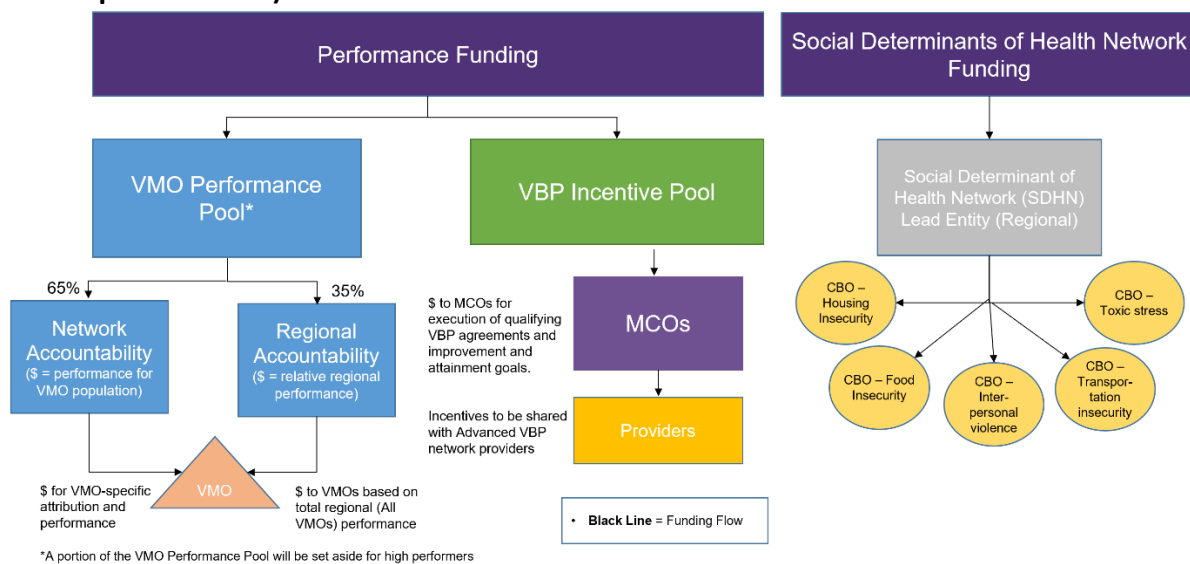 Performance Funding
Social Determinants of Health Network
Funding
VMO Performance
Pool*
VBP Incentive Pool
Social Determinant of
Health Network (SDHN)
Lead Entity (Regional)
65%
35%
Network
Accountability
($ = performance for
VMO population)
Regional
Accountability
($ = relative regional
performance)
$ to MCOs for
execution of qualifying
VBP agreements and
improvement and
attainment goals.
MCOs
CBO –
Housing
Insecurity
CBO –
Toxic stress
CBO – Food
Insecurity
CBO –
Inter-
personal
violence
CBO –
Transpor-
tation
insecurity
Incentives to be shared
with Advanced VBP
network providers
Providers
VMO
$ for VMO-specific
attribution and
performance
$ to VMOs based on
total regional (All
VMOs) performance
• Black Line = Funding Flow
*A portion of the VMO Performance Pool will be set aside for high performers